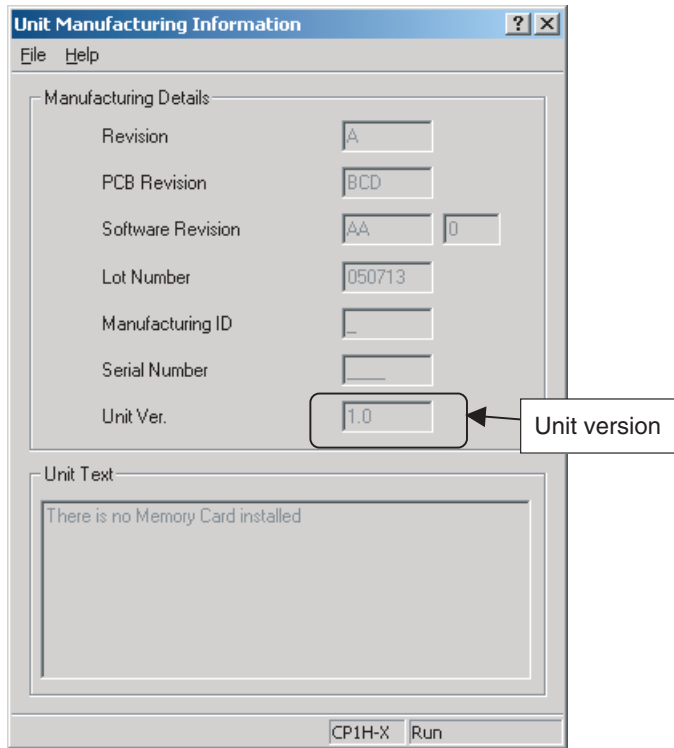 Unit Manufacturing Information
File Help
Manufacturing Details
Revision A
PCB Revision BCD
Software Revision AA 0
Lot Number 050713
Manufacturing ID _
Serial Number ____
Unit Ver. 1.0
Unit version
Unit Text
There is no Memory Card installed
CP1H-X Run